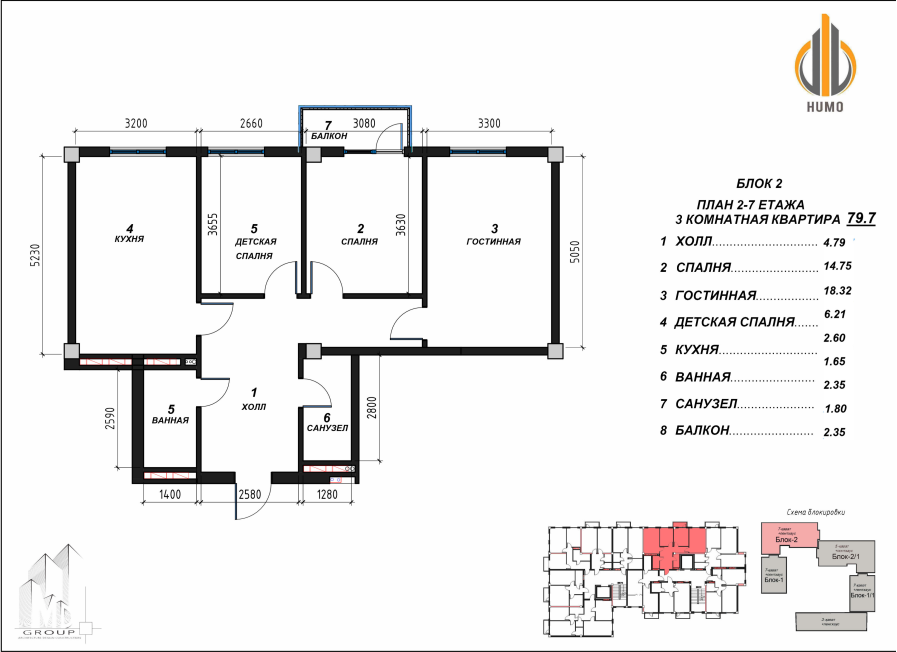 HUMO
3200
2660
3080
3300
7
БАЛКОН
5230
3655
3630
5050
4
КУХНЯ
5
ДЕТСКАЯ
СПАЛНЯ
2
СПАЛНЯ
3
ГОСТИННАЯ
2590
5
ВАННАЯ
1
ХОЛЛ
6
САНУЗЕЛ
2800
1400
2580
1280
БЛОК 2
ПЛАН 2-7 ЕТАЖА
3 КОМНАТНАЯ КВАРТИРА 79.7
1 ХОЛЛ............................ 4.79
2 СПАЛНЯ....................... 14.75
3 ГОСТИННАЯ................ 18.32
4 ДЕТСКАЯ СПАЛНЯ...... 6.21
2.60
5 КУХНЯ.......................... 1.65
6 ВАННАЯ....................... 2.35
7 САНУЗЕЛ.................... 1.80
8 БАЛКОН...................... 2.35
Схема блокировки
Блок-2
Блок-2/1
Блок-1
Блок-1/1
GROUP